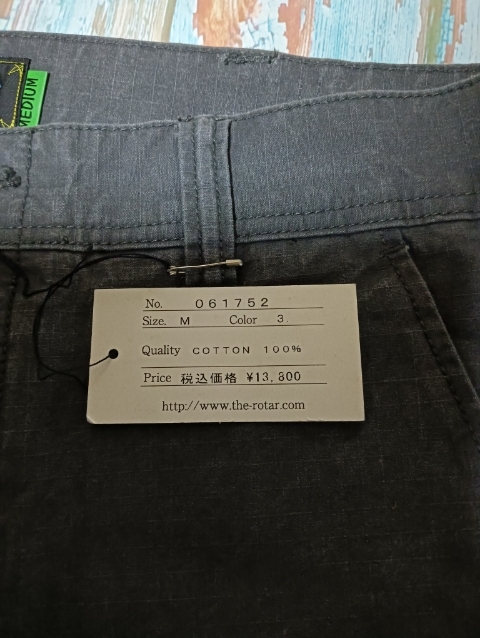 MEDIUM
No. 061752
Size. M Color 3.
Quality COTTON 100%
Price 税込価格 ¥13,800
http://www.the-rotar.com